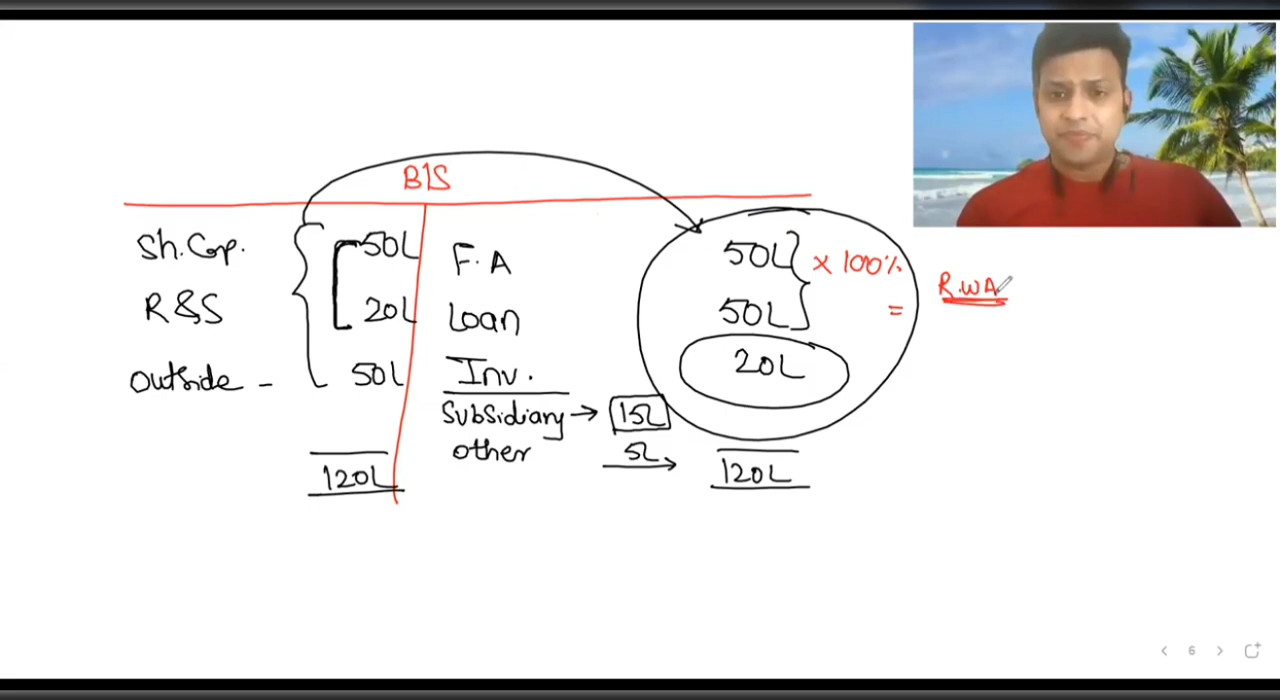 B/S
Sh. Cap. 50L F.A 50L
x 100%
R.WA
R&S 20L Loan 50L
=
Outside - 50L Inv. 20L
Subsidiary → 15L
other 5L
120L 120L
6